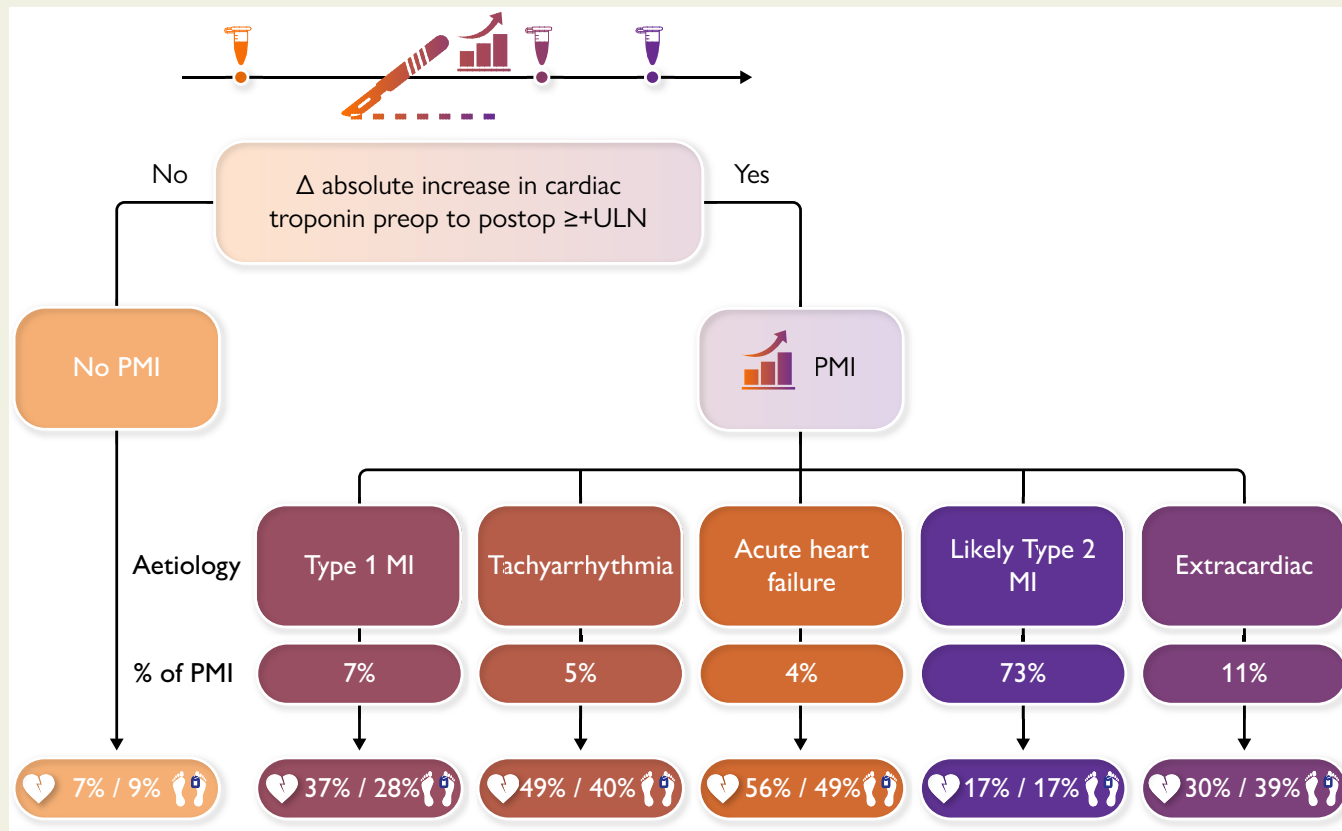 No
Δ absolute increase in cardiac
troponin preop to postop ≥+ULN
Yes
No PMI
PMI
Aetiology
Type 1 MI
Tachyarrhythmia
Acute heart
failure
Likely Type 2
MI
Extracardiac
% of PMI
7%
5%
4%
73%
11%
7% / 9%
37% / 28%
49% / 40%
56% / 49%
17% / 17%
30% / 39%